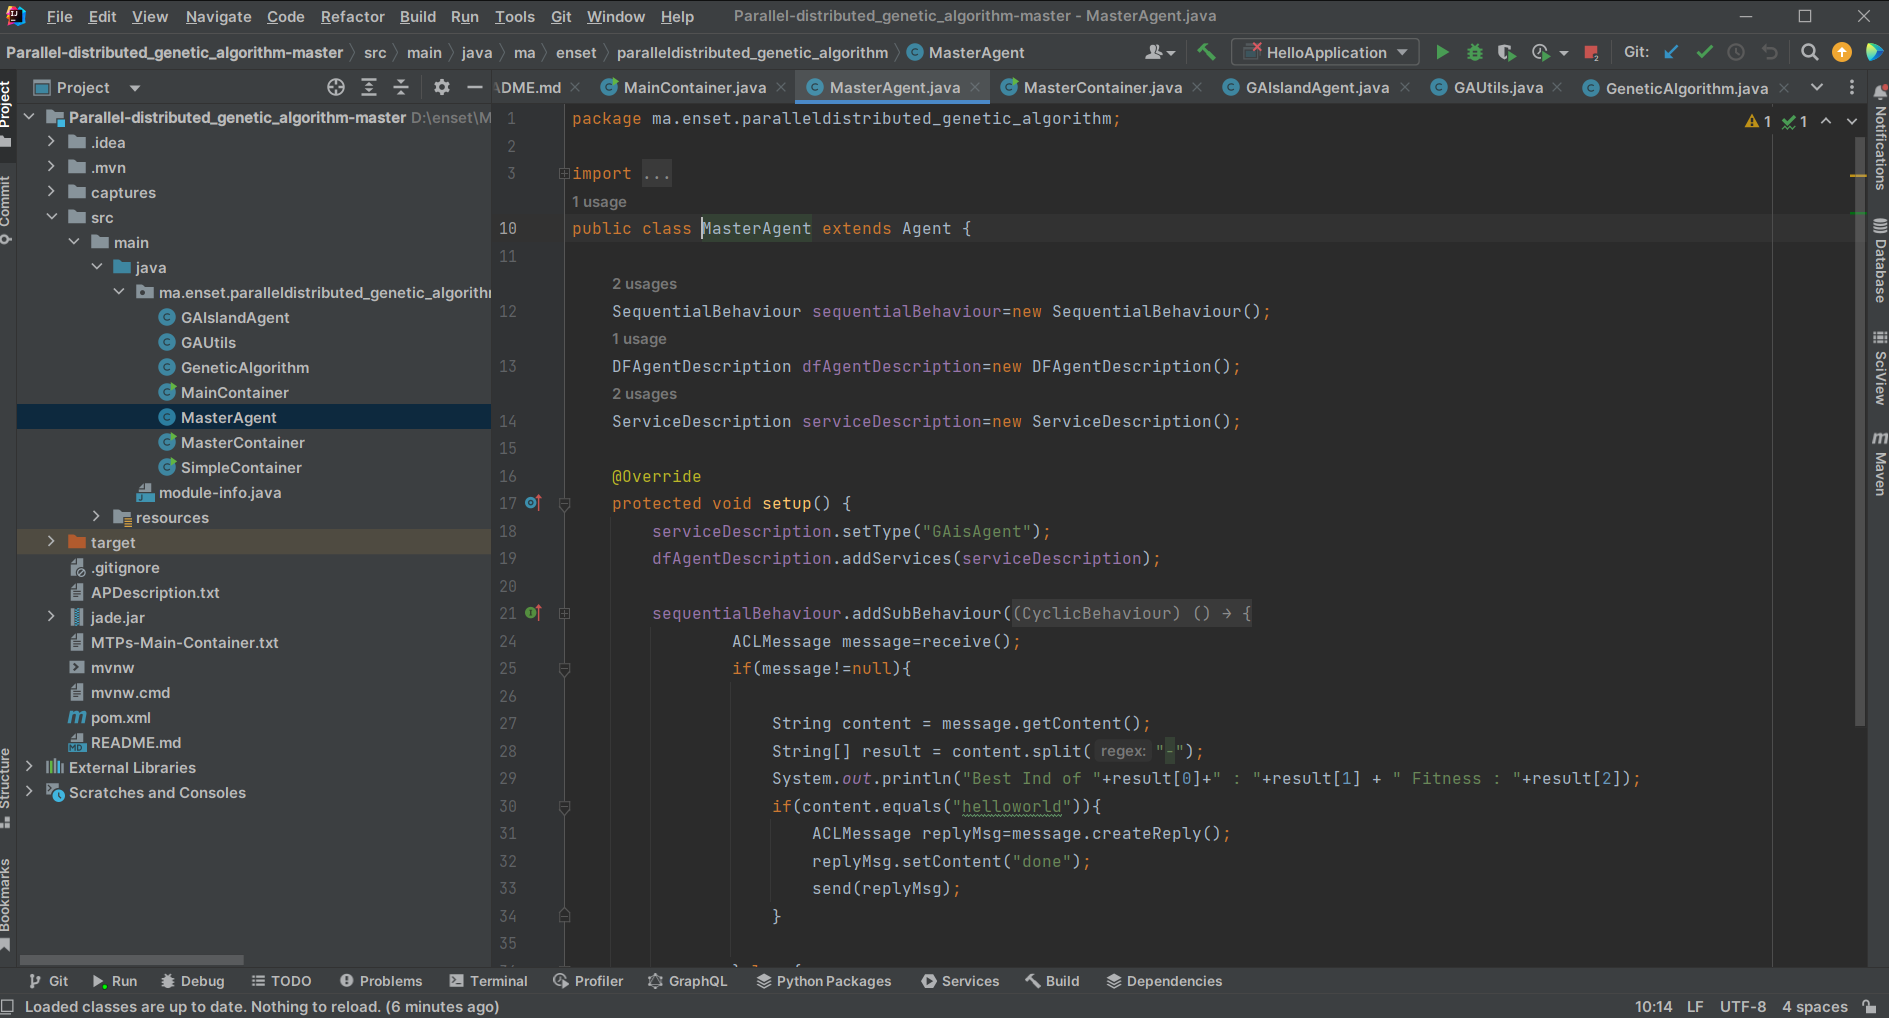 File Edit View Navigate Code Refactor Build Run Tools Git Window Help Parallel-distributed_genetic_algorithm-master - MasterAgent.java
Parallel-distributed_genetic_algorithm-master src main java ma enset paralleldistributed_genetic_algorithm MasterAgent HelloApplication Git:
Project
ADME.md MainContainer.java MasterAgent.java MasterContainer.java GAIslandAgent.java GAUtils.java GeneticAlgorithm.java
Project
Commit
Structure
Bookmarks
Parallel-distributed_genetic_algorithm-master D:\enset\M
.idea
.mvn
captures
src
main
java
ma.enset.paralleldistributed_genetic_algorithm
GAIslandAgent
GAUtils
GeneticAlgorithm
MainContainer
MasterAgent
MasterContainer
SimpleContainer
module-info.java
resources
target
.gitignore
APDescription.txt
jade.jar
MTPs-Main-Container.txt
mvnw
mvnw.cmd
pom.xml
README.md
External Libraries
Scratches and Consoles
1 package ma.enset.paralleldistributed_genetic_algorithm;
1 1
2
3 import ...
1 usage
10 public class MasterAgent extends Agent {
11
2 usages
12 SequentialBehaviour sequentialBehaviour=new SequentialBehaviour();
1 usage
13 DFAgentDescription dfAgentDescription=new DFAgentDescription();
2 usages
14 ServiceDescription serviceDescription=new ServiceDescription();
15
16 @Override
17 protected void setup() {
18 serviceDescription.setType("GAisAgent");
19 dfAgentDescription.addServices(serviceDescription);
20
21 sequentialBehaviour.addSubBehaviour((CyclicBehaviour) () → {
24 ACLMessage message=receive();
25 if(message!=null){
26
27 String content = message.getContent();
28 String[] result = content.split( regex: "-");
29 System.out.println("Best Ind of "+result[0]+" : "+result[1] + " Fitness : "+result[2]);
30 if(content.equals("helloworld")){
31 ACLMessage replyMsg=message.createReply();
32 replyMsg.setContent("done");
33 send(replyMsg);
34 }
35
Notifications
Database
SciView
Maven
Git Run Debug TODO Problems Terminal Profiler GraphQL Python Packages Services Build Dependencies
Loaded classes are up to date. Nothing to reload. (6 minutes ago) 10:14 LF UTF-8 4 spaces